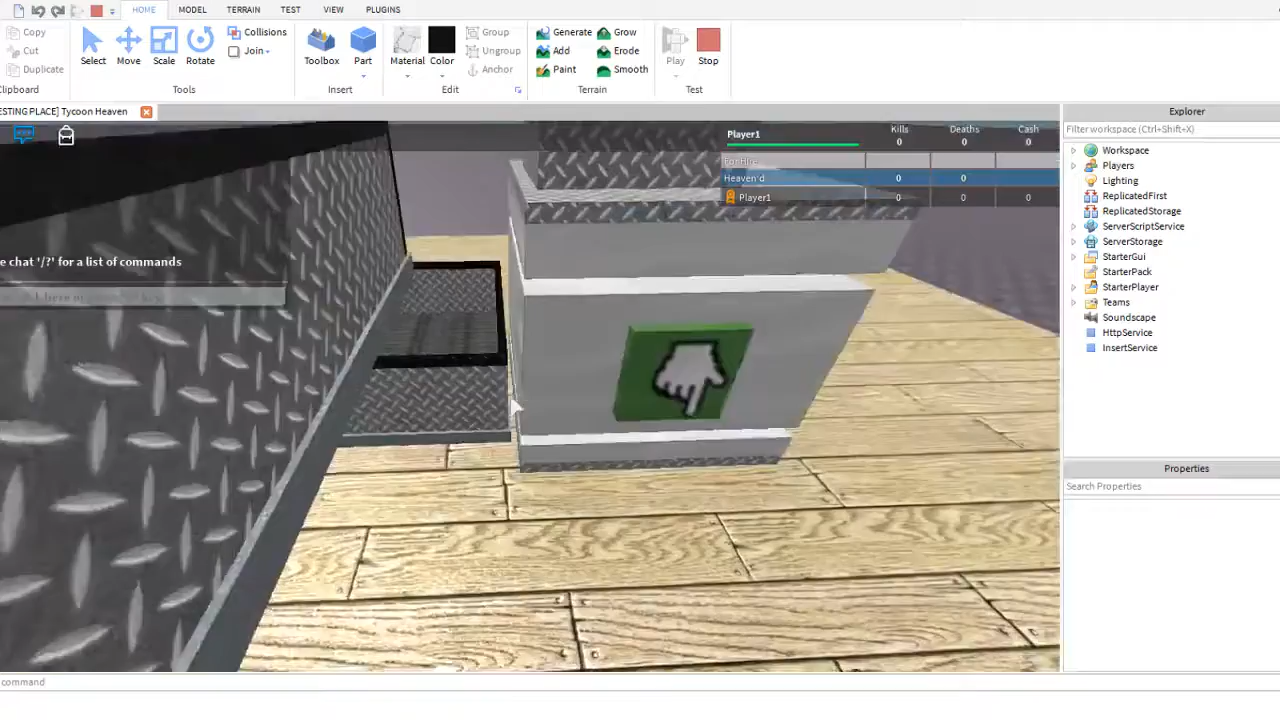 HOME MODEL TERRAIN TEST VIEW PLUGINS
Copy
Cut
Duplicate
Clipboard
Select Move Scale Rotate
Collisions
Join
Tools
Toolbox Part
Insert
Material Color
Group
Ungroup
Anchor
Edit
Generate Grow
Add Erode
Paint Smooth
Terrain
Play Stop
Test
ESTING PLACE] Tycoon Heaven
Explorer
Filter workspace (Ctrl+Shift+X)
Workspace
Players
Lighting
ReplicatedFirst
ReplicatedStorage
ServerScriptService
ServerStorage
StarterGui
StarterPack
StarterPlayer
Teams
Soundscape
HttpService
InsertService
Properties
Search Properties
Player1 Kills Deaths Cash
0 0 0
For Hire
Heaven'd 0 0
Player1 0 0 0
e chat '/?' for a list of commands
command